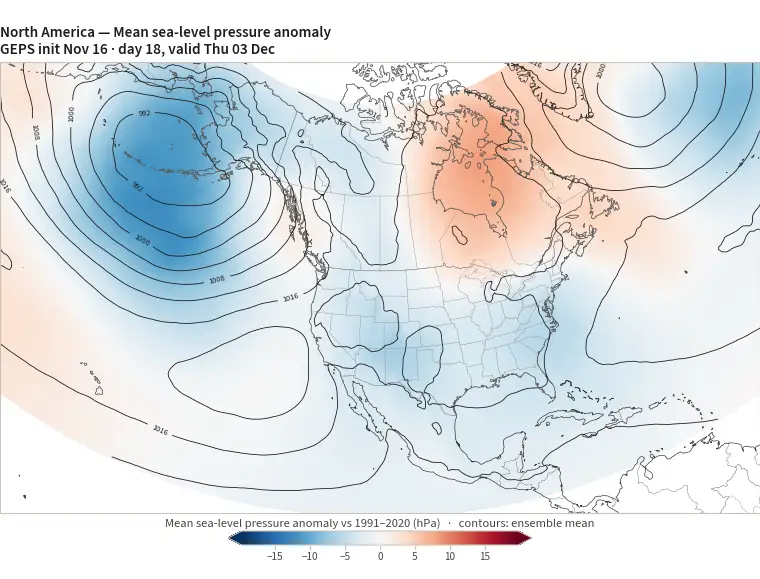 North America — Mean sea-level pressure anomaly
GEPS init Nov 16 · day 18, valid Thu 03 Dec
1000
992
1008
1016
992
1000
1008
1016
1016
1000
Mean sea-level pressure anomaly vs 1991–2020 (hPa) · contours: ensemble mean
−15 −10 −5 0 5 10 15